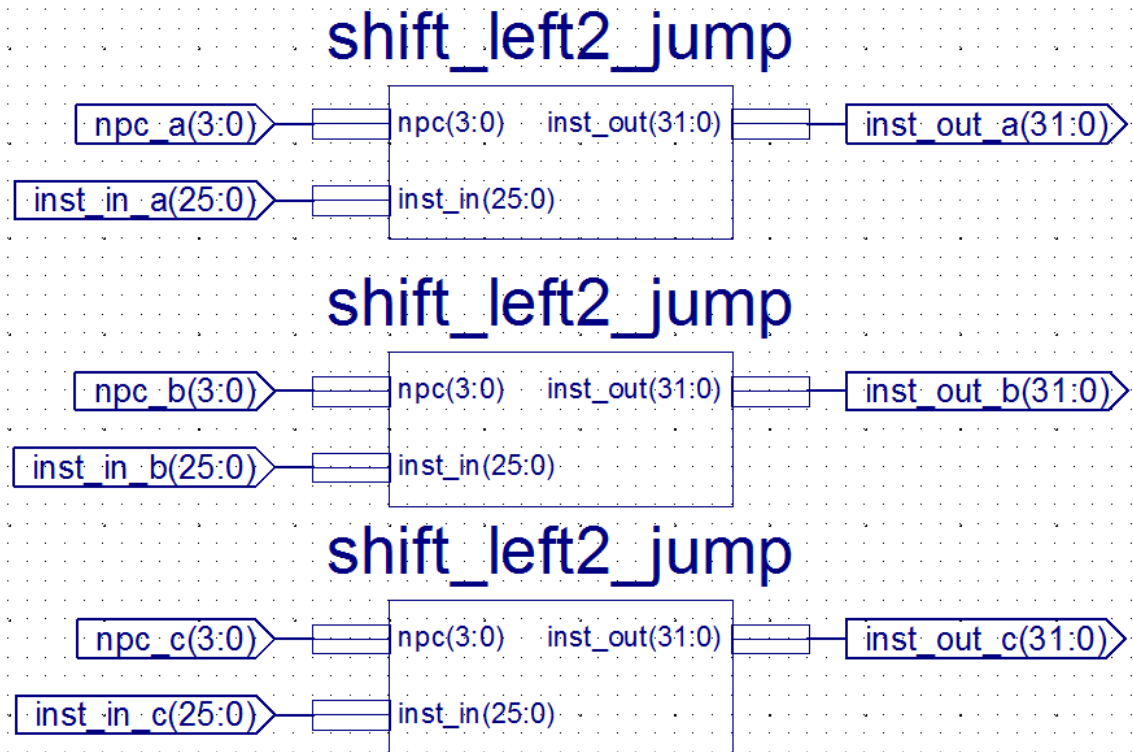 shift_left2_jump
npc_a(3:0) npc(3:0) inst_out(31:0) inst_out_a(31:0)
inst_in_a(25:0) inst_in(25:0)
shift_left2_jump
npc_b(3:0) npc(3:0) inst_out(31:0) inst_out_b(31:0)
inst_in_b(25:0) inst_in(25:0)
shift_left2_jump
npc_c(3:0) npc(3:0) inst_out(31:0) inst_out_c(31:0)
inst_in_c(25:0) inst_in(25:0)